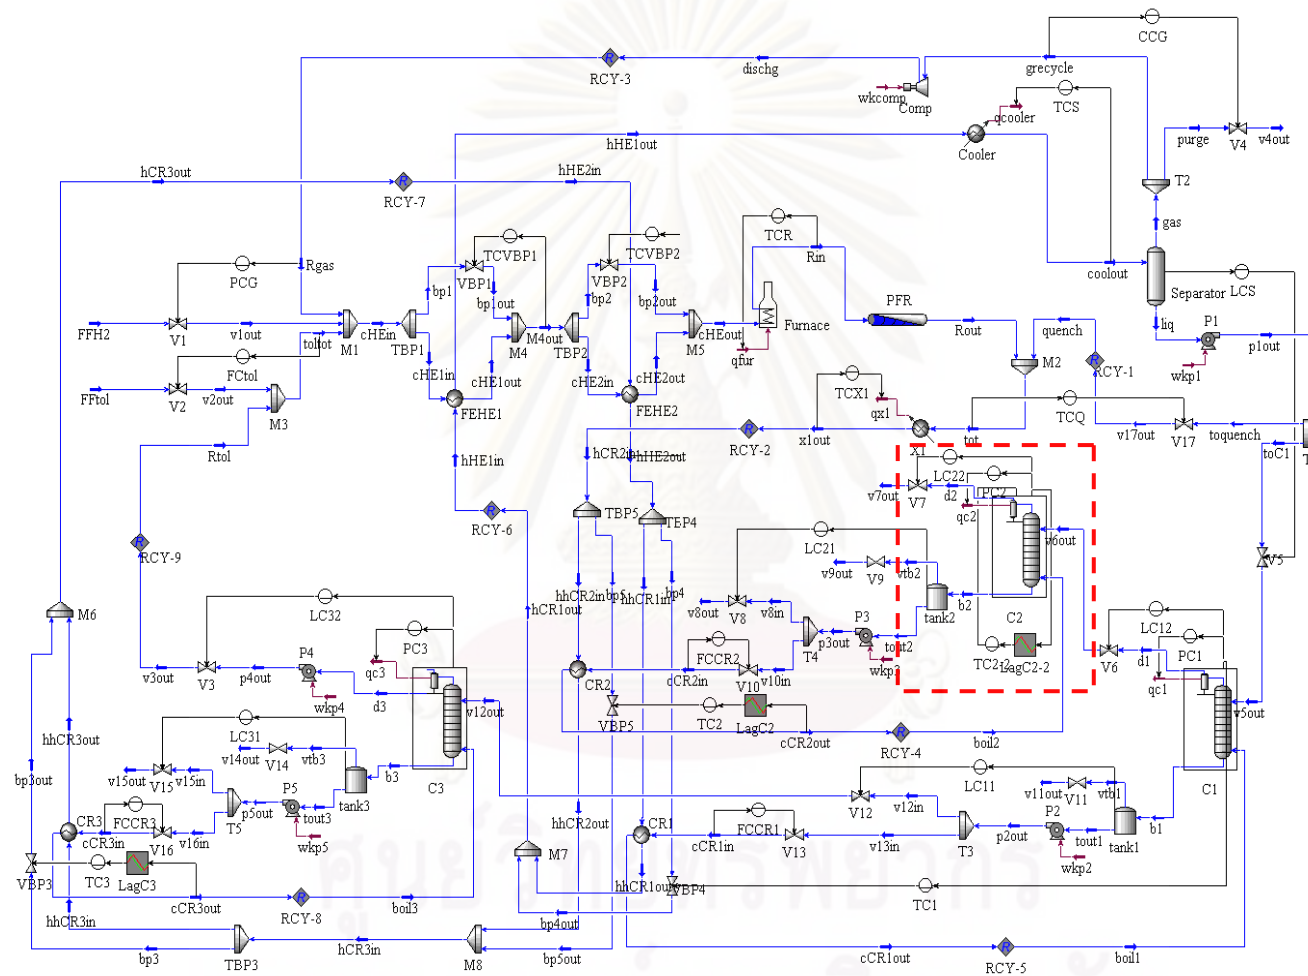 CCG
RCY-3
dischg
grecycle
wkcomp
Comp
TCS
qcooler
purge
V4
v4out
hHE1out
Cooler
T2
hCR3out
RCY-7
hHE2in
gas
TCR
Rin
TCVBP1
TCVBP2
coolout
Rgas
PCG
VBP1
VBP2
bp1
bp1out
bp2
bp2out
Separator
LCS
PFR
liq
P1
FFH2
V1
v1out
toltot
M1
cHEin
TBP1
M4
M4out
TBP2
M5
cHEout
Furnace
Rout
quench
p1out
FCtol
qfur
M2
RCY-1
wkp1
cHE1in
cHE1out
cHE2in
cHE2out
FFtol
V2
v2out
M3
FEHE1
FEHE2
TCX1
qx1
TCQ
Rtol
hHE1in
hCR2in
hHE2out
RCY-2
x1out
X1
tot
v17out
V17
toquench
toC1
LC22
v7out
V7
d2
PC2
qc2
v6out
RCY-6
TBP5
TEP4
RCY-9
LC21
v9out
V9
vtb2
V5
hhCR2in
bp5
hhCR1in
bp4
hhCR1out
v8out
V8
v8in
P3
tank2
b2
C2
M6
LC32
PC3
T4
p3out
tout2
wkp3
TC2-2
LagC2-2
LC12
PC1
V6
d1
qc1
FCCR2
cCR2in
V10
v10in
CR2
v3out
V3
p4out
P4
qc3
d3
wkp4
v12out
VBP5
TC2
LagC2
cCR2out
RCY-4
boil2
v5out
hhCR3out
LC31
v14out
V14
vtb3
b3
C3
v15out
V15
v15in
tank3
bp3out
LC11
v11out
V11
vtb1
C1
V12
v12in
P5
p5out
tout3
T5
wkp5
CR3
cCR3in
FCCR3
V16
v16in
hhCR2out
CR1
cCR1in
FCCR1
V13
v13in
T3
p2out
P2
tout1
tank1
b1
wkp2
M7
VBP3
TC3
LagC3
cCR3out
RCY-8
boil3
hhCR1out
VBP4
TC1
hhCR3in
bp3
TBP3
hCR3in
M8
bp4out
bp5out
cCR1out
RCY-5
boil1